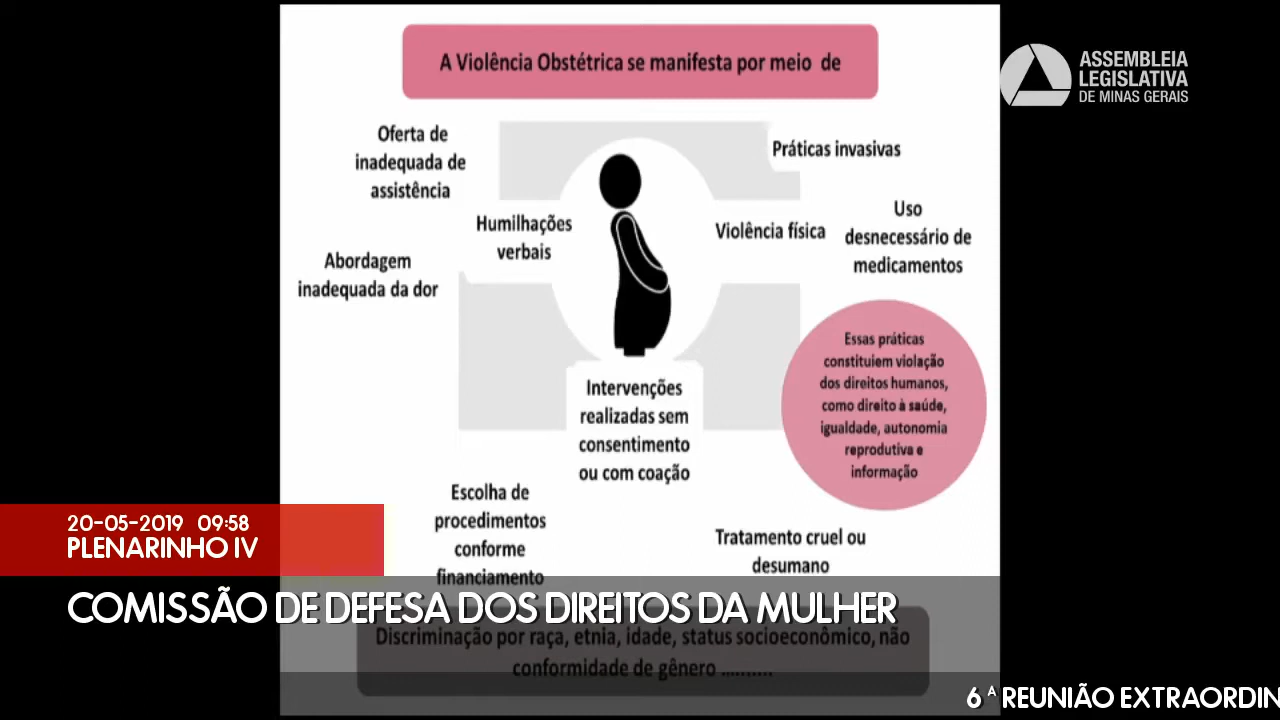 A Violência Obstétrica se manifesta por meio de
ASSEMBLEIA
LEGISLATIVA
DE MINAS GERAIS
Oferta de
inadequada de
assistência
Práticas invasivas
Humilhações
verbais
Violência física
Uso
desnecessário de
medicamentos
Abordagem
inadequada da dor
Essas práticas
constituiem violação
dos direitos humanos,
como direito à saúde,
igualdade, autonomia
reprodutiva e
informação
Intervenções
realizadas sem
consentimento
ou com coação
Escolha de
procedimentos
conforme
financiamento
Tratamento cruel ou
desumano
20-05-2019 09:58
PLENARINHO IV
COMISSÃO DE DEFESA DOS DIREITOS DA MULHER
Discriminação por raça, etnia, idade, status socioeconômico, não
conformidade de gênero ..........
6ª REUNIÃO EXTRAORDIN